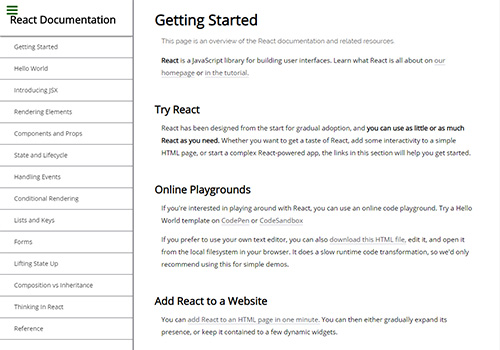 React Documentation
Getting Started
Hello World
Introducing JSX
Rendering Elements
Components and Props
State and Lifecycle
Handling Events
Conditional Rendering
Lists and Keys
Forms
Lifting State Up
Composition vs Inheritance
Thinking In React
Reference
Getting Started
This page is an overview of the React documentation and related resources.
React is a JavaScript library for building user interfaces. Learn what React is all about on our
homepage or in the tutorial.
Try React
React has been designed from the start for gradual adoption, and you can use as little or as much
React as you need. Whether you want to get a taste of React, add some interactivity to a simple
HTML page, or start a complex React-powered app, the links in this section will help you get started.
Online Playgrounds
If you're interested in playing around with React, you can use an online code playground. Try a Hello
World template on CodePen or CodeSandbox
If you prefer to use your own text editor, you can also download this HTML file, edit it, and open it
from the local filesystem in your browser. It does a slow runtime code transformation, so we'd only
recommend using this for simple demos.
Add React to a Website
You can add React to an HTML page in one minute. You can then either gradually expand its
presence, or keep it contained to a few dynamic widgets.